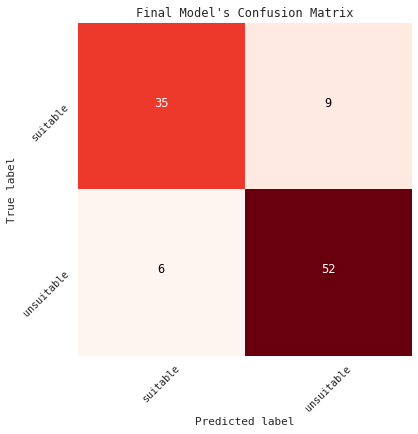 Final Model's Confusion Matrix
suitable
35
9
True label
unsuitable
6
52
suitable
unsuitable
Predicted label